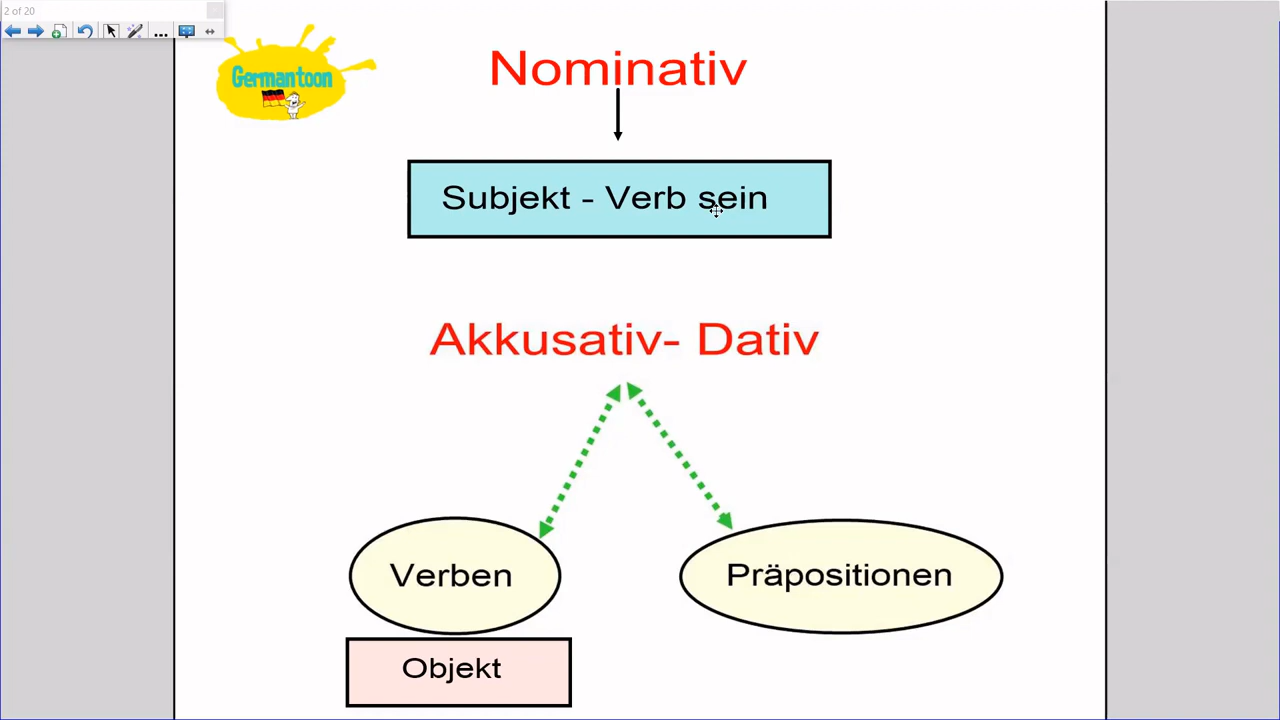 2 of 20
Germantoon
Nominativ
Subjekt - Verb sein
Akkusativ- Dativ
Verben
Präpositionen
Objekt